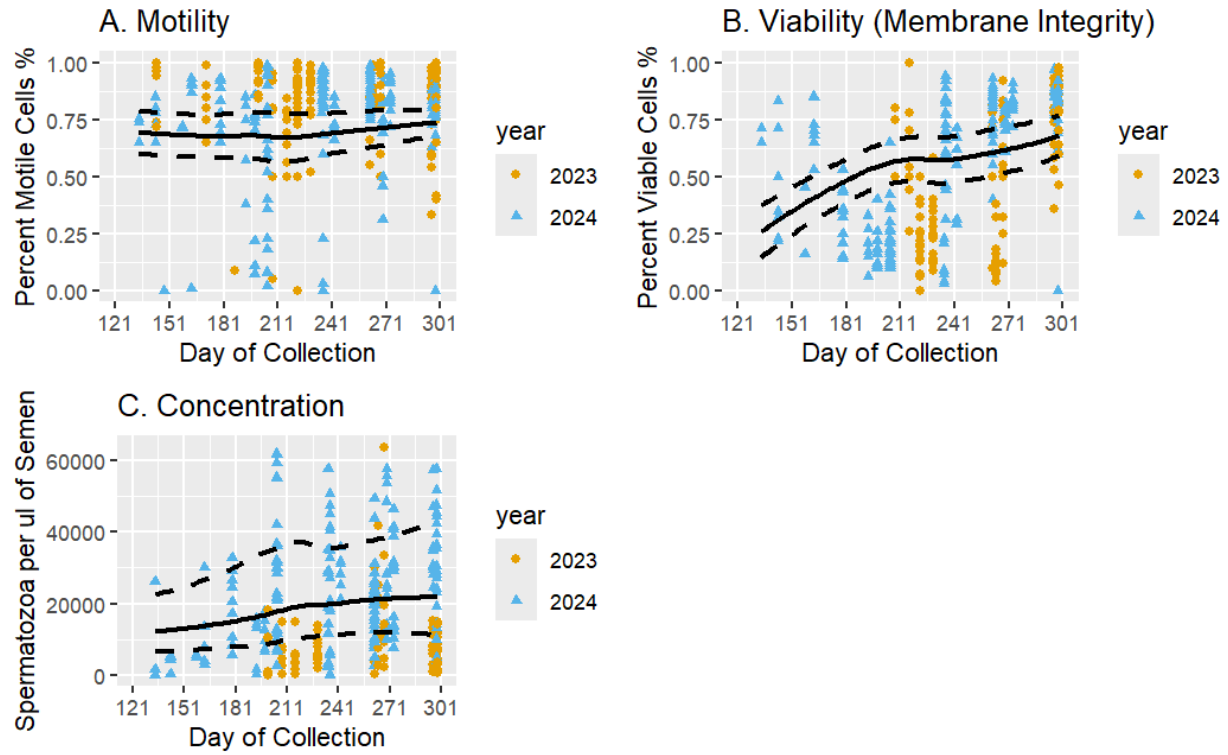 A. Motility
Percent Motile Cells %
1.00
0.75
0.50
0.25
0.00
121 151 181 211 241 271 301
Day of Collection
year
2023
2024
B. Viability (Membrane Integrity)
Percent Viable Cells %
1.00
0.75
0.50
0.25
0.00
121 151 181 211 241 271 301
Day of Collection
year
2023
2024
C. Concentration
Spermatozoa per ul of Semen
60000
40000
20000
0
121 151 181 211 241 271 301
Day of Collection
year
2023
2024